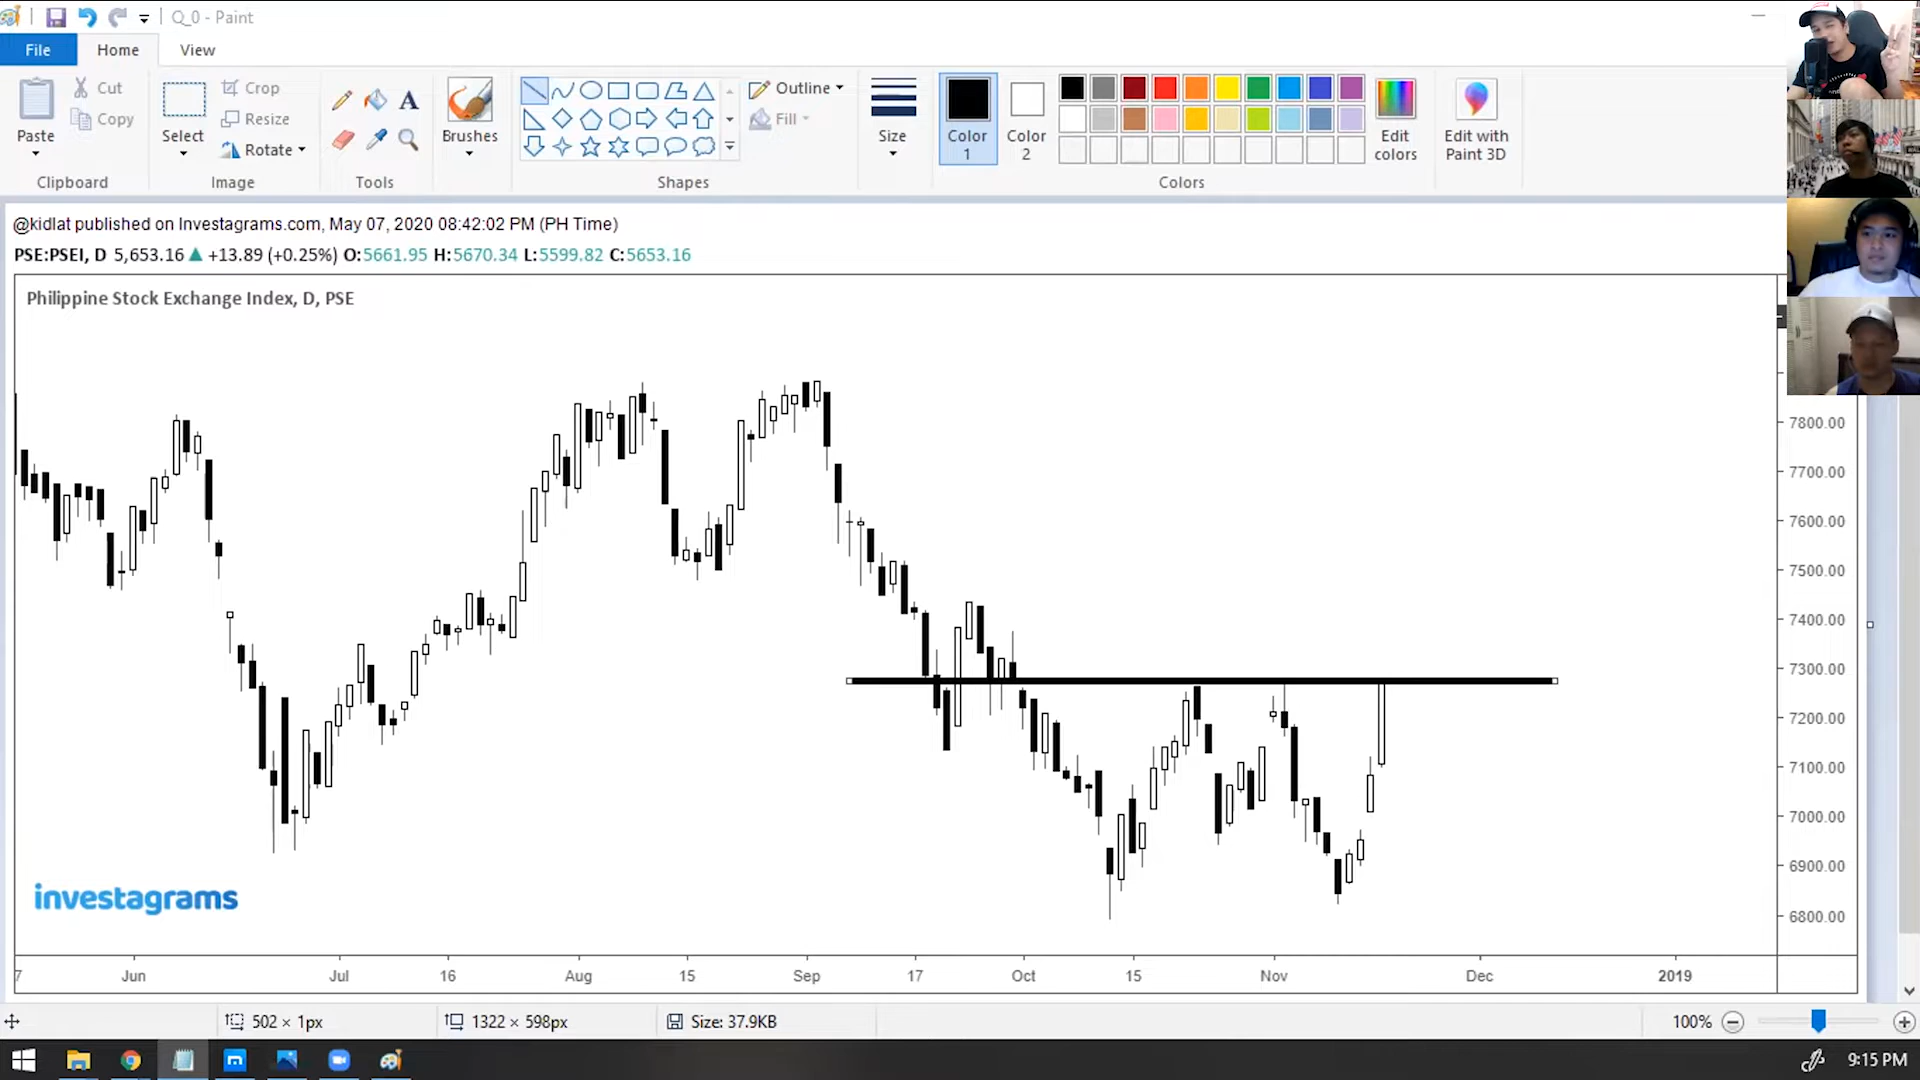 Q_0 - Paint
File Home View
Paste Cut Copy Select Crop Resize Rotate A Brushes Outline Fill Size Color 1 Color 2 Edit colors Edit with Paint 3D
Clipboard Image Tools Shapes Colors
@kidlat published on Investagrams.com, May 07, 2020 08:42:02 PM (PH Time)
PSE:PSEI, D 5,653.16 ▲ +13.89 (+0.25%) O:5661.95 H:5670.34 L:5599.82 C:5653.16
Philippine Stock Exchange Index, D, PSE
7800.00
7700.00
7600.00
7500.00
7400.00
7300.00
7200.00
7100.00
7000.00
6900.00
6800.00
investagrams
7 Jun Jul 16 Aug 15 Sep 17 Oct 15 Nov Dec 2019
502 × 1px 1322 × 598px Size: 37.9KB 100%
9:15 PM